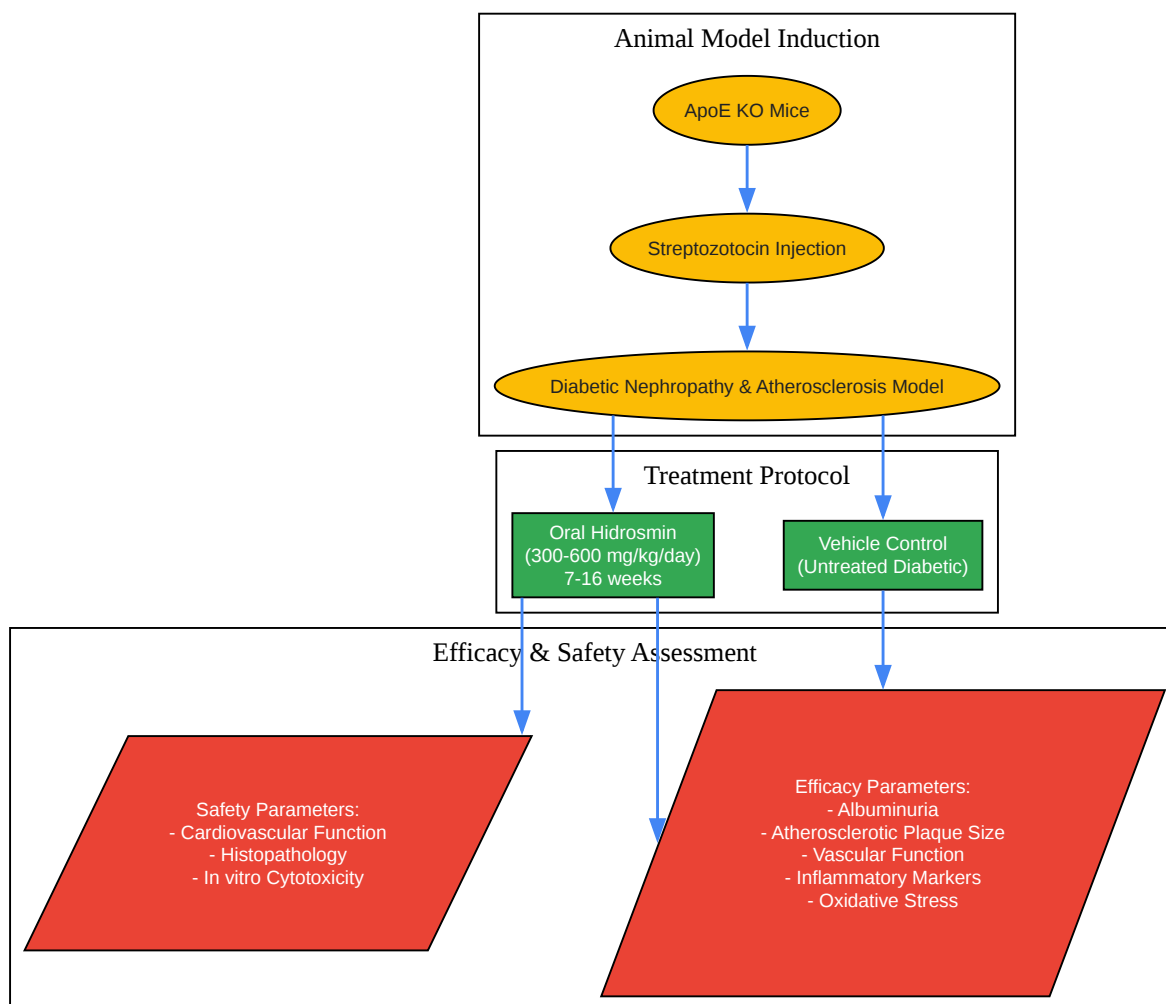 Animal Model Induction
ApoE KO Mice
Streptozotocin Injection
Diabetic Nephropathy & Atherosclerosis Model
Treatment Protocol
Oral Hidrosmin
(300-600 mg/kg/day)
7-16 weeks
Vehicle Control
(Untreated Diabetic)
Efficacy & Safety Assessment
Safety Parameters:
- Cardiovascular Function
- Histopathology
- In vitro Cytotoxicity
Efficacy Parameters:
- Albuminuria
- Atherosclerotic Plaque Size
- Vascular Function
- Inflammatory Markers
- Oxidative Stress